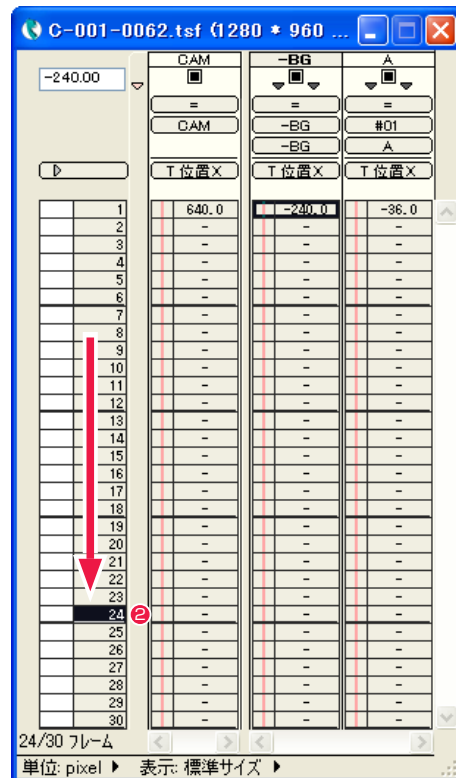 C-001-0062.tsf (1280 * 960 ...
CAM -BG A
-240.00
= = =
CAM -BG #01
-BG A
T 位置X T 位置X T 位置X
1 640.0 -240.0 -36.0
2 - - -
3 - - -
4 - - -
5 - - -
6 - - -
7 - - -
8 - - -
9 - - -
10 - - -
11 - - -
12 - - -
13 - - -
14 - - -
15 - - -
16 - - -
17 - - -
18 - - -
19 - - -
20 - - -
21 - - -
22 - - -
23 - - -
24 ❷ - - -
25 - - -
26 - - -
27 - - -
28 - - -
29 - - -
30 - - -
24/30 フレーム
単位: pixel 表示: 標準サイズ